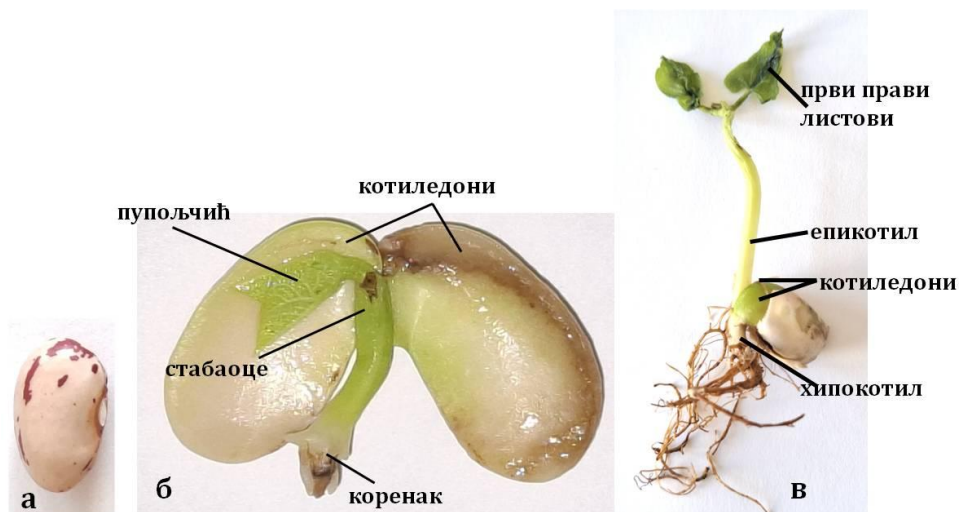 први прави
листови
котиледони
пупољчић
епикотил
котиледони
стабаоце
хипокотил
коренак
а
б
в